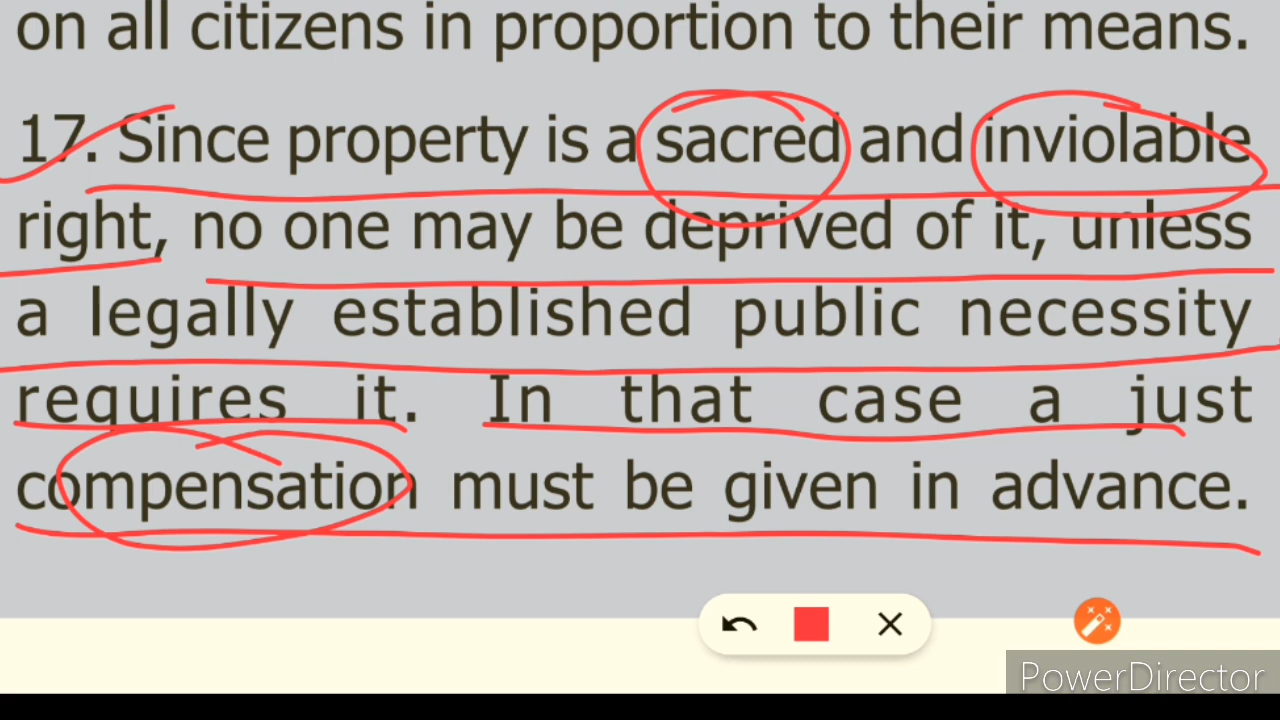 on all citizens in proportion to their means.
17. Since property is a sacred and inviolable
right, no one may be deprived of it, unless
a legally established public necessity
requires it. In that case a just
compensation must be given in advance.
PowerDirector